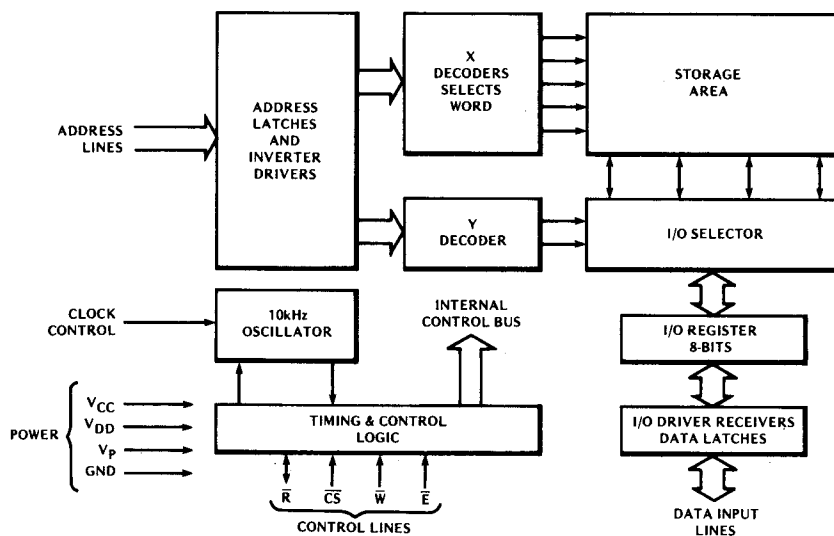 ADDRESS
LINES
ADDRESS
LATCHES
AND
INVERTER
DRIVERS
X
DECODERS
SELECTS
WORD
STORAGE
AREA
Y
DECODER
I/O SELECTOR
CLOCK
CONTROL
10kHz
OSCILLATOR
INTERNAL
CONTROL BUS
I/O REGISTER
8-BITS
POWER
VCC
VDD
VP
GND
TIMING & CONTROL
LOGIC
I/O DRIVER RECEIVERS
DATA LATCHES
R̅ C̅S̅ W̅ E̅
CONTROL LINES
DATA INPUT
LINES